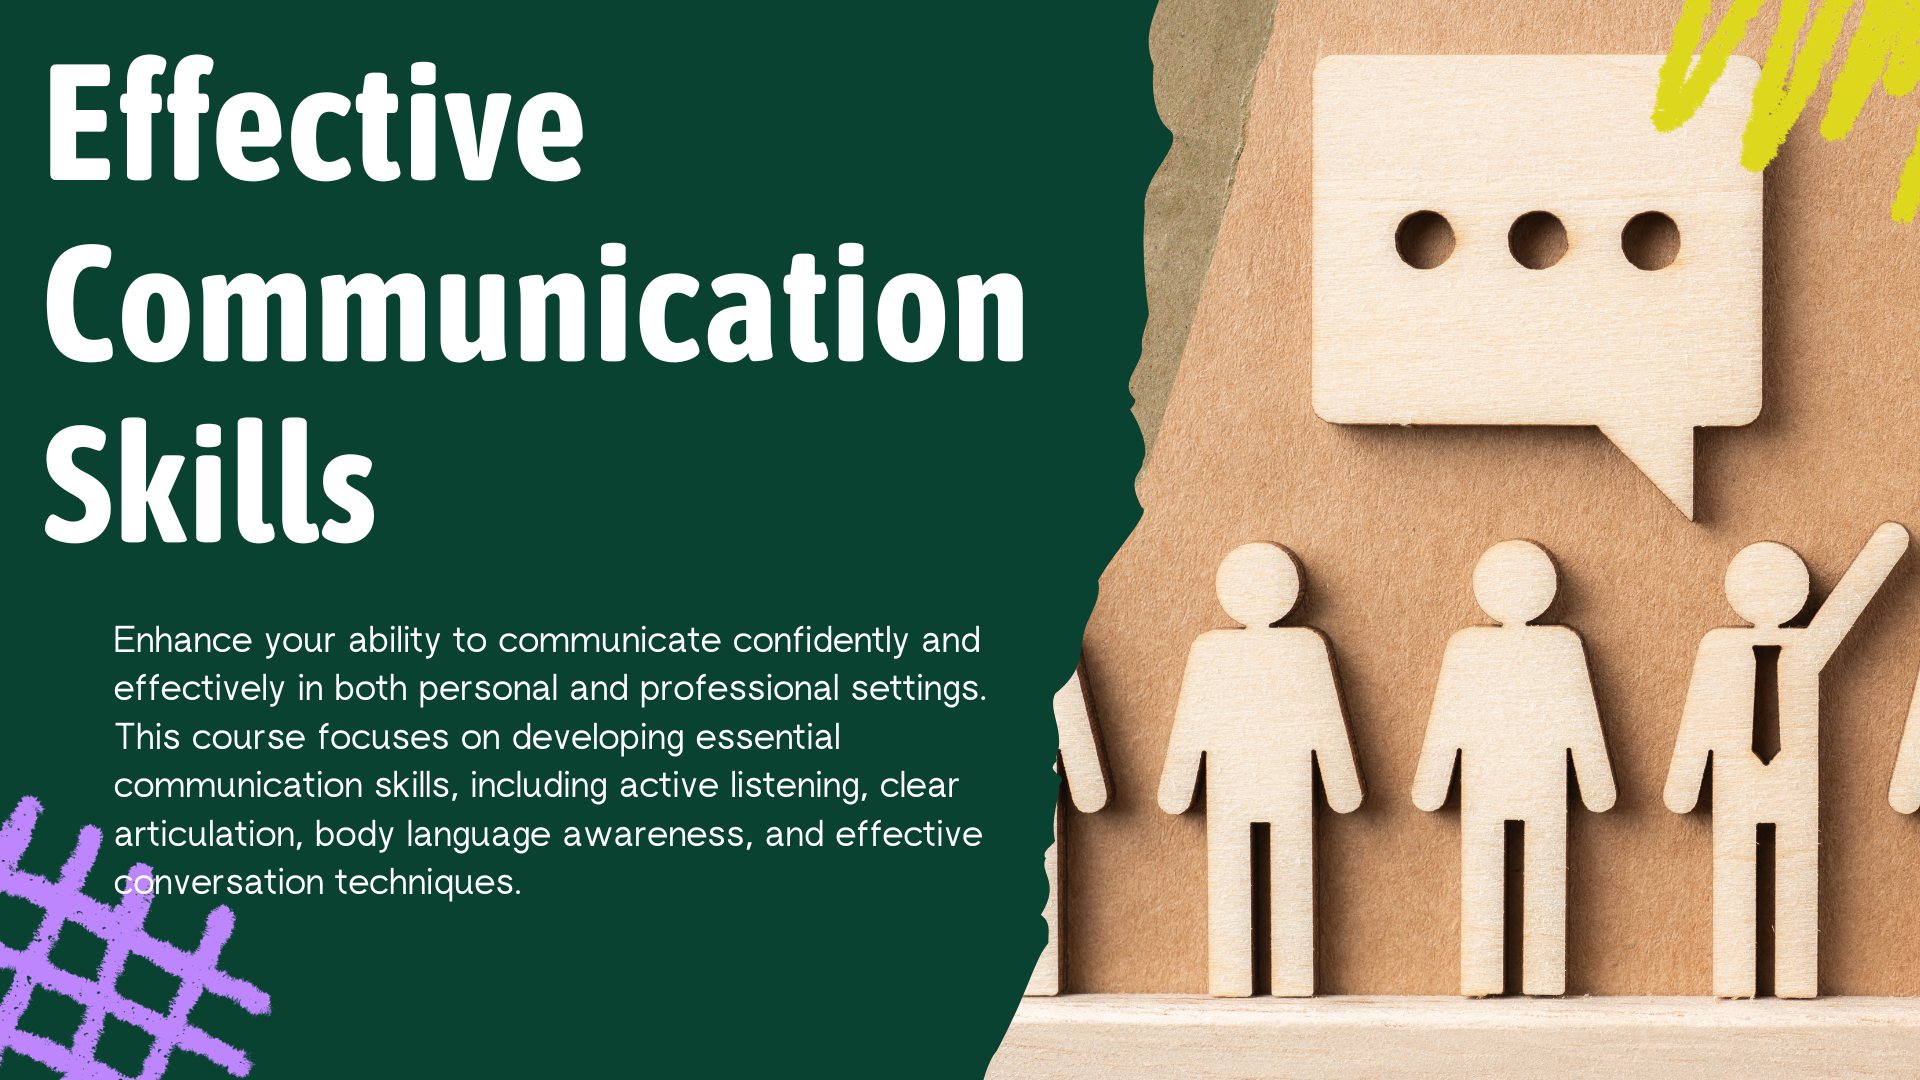 Effective
Communication
Skills
Enhance your ability to communicate confidently and
effectively in both personal and professional settings.
This course focuses on developing essential
communication skills, including active listening, clear
articulation, body language awareness, and effective
conversation techniques.